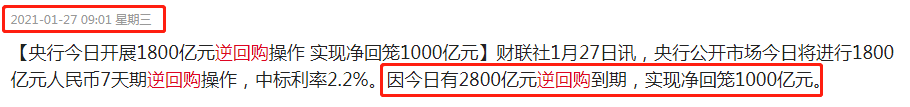 2021-01-27 09:01 星期三
【央行今日开展1800亿元逆回购操作 实现净回笼1000亿元】财联社1月27日讯，央行公开市场今日将进行1800
亿元人民币7天期逆回购操作，中标利率2.2%。因今日有2800亿元逆回购到期，实现净回笼1000亿元。